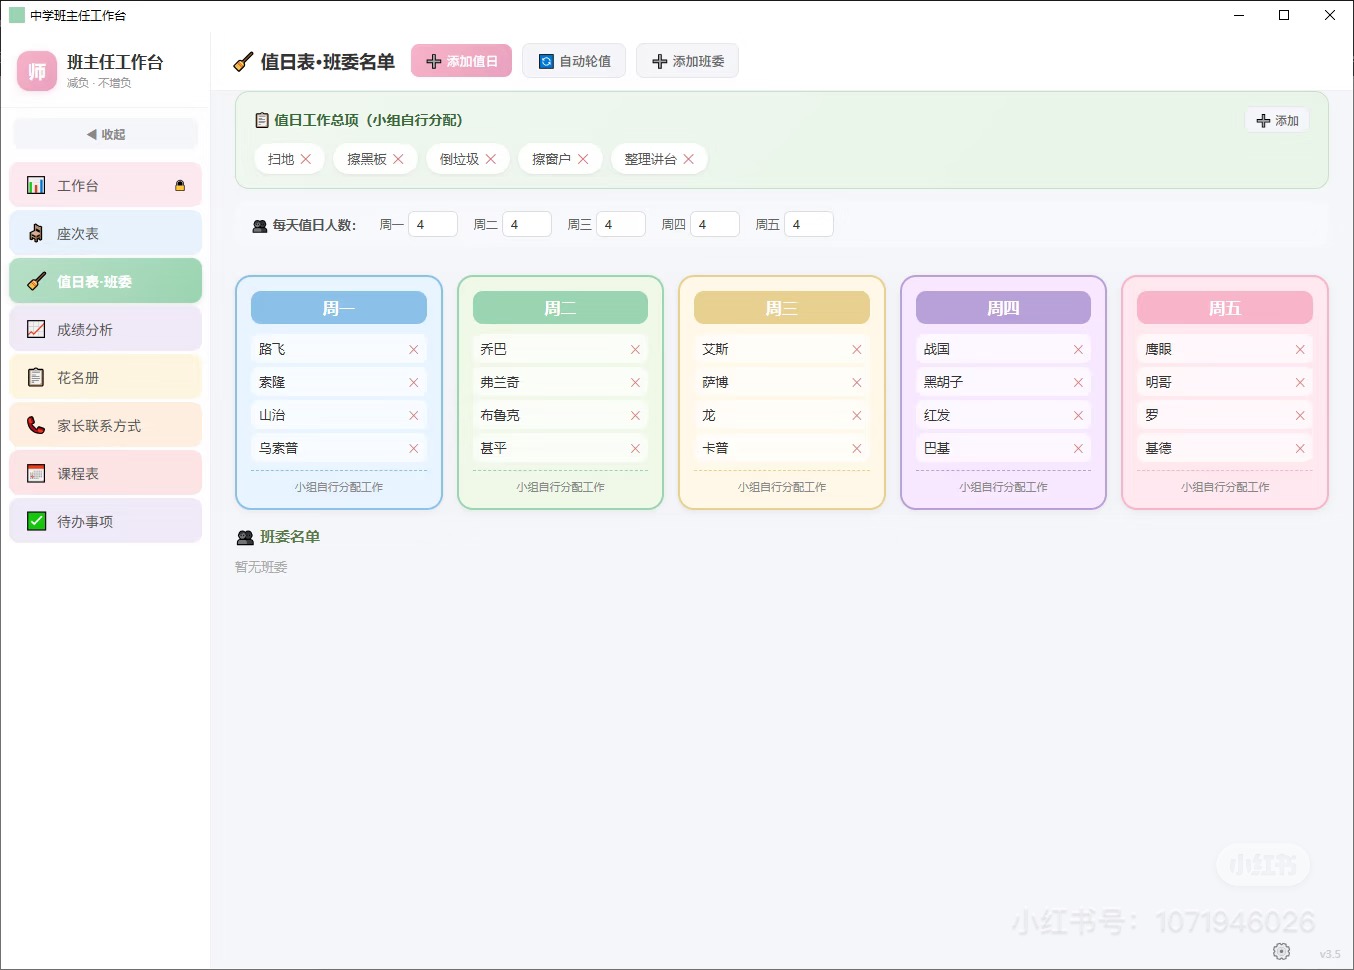 中学班主任工作台
师
班主任工作台
减负 · 不增负
◀ 收起
工作台
座次表
值日表·班委
成绩分析
花名册
家长联系方式
课程表
待办事项
值日表·班委名单
添加值日
自动轮值
添加班委
值日工作总项（小组自行分配）
添加
扫地
擦黑板
倒垃圾
擦窗户
整理讲台
每天值日人数：
周一 4
周二 4
周三 4
周四 4
周五 4
周一
路飞
索隆
山治
乌索普
小组自行分配工作
周二
乔巴
弗兰奇
布鲁克
甚平
小组自行分配工作
周三
艾斯
萨博
龙
卡普
小组自行分配工作
周四
战国
黑胡子
红发
巴基
小组自行分配工作
周五
鹰眼
明哥
罗
基德
小组自行分配工作
班委名单
暂无班委
小红书
小红书号：1071946026
v3.5